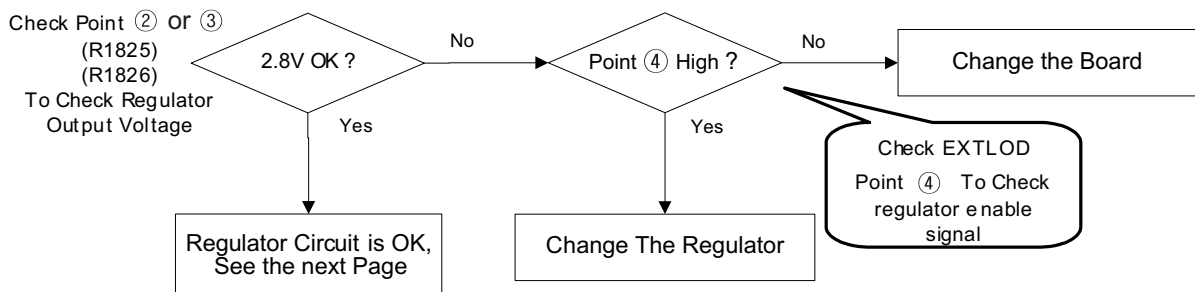 Check Point ② or ③
(R1825)
(R1826)
To Check Regulator
Output Voltage
2.8V OK ?
No
Yes
Regulator Circuit is OK,
See the next Page
Point ④ High ?
No
Yes
Change The Regulator
Change the Board
Check EXTLOD
Point ④ To Check
regulator enable
signal